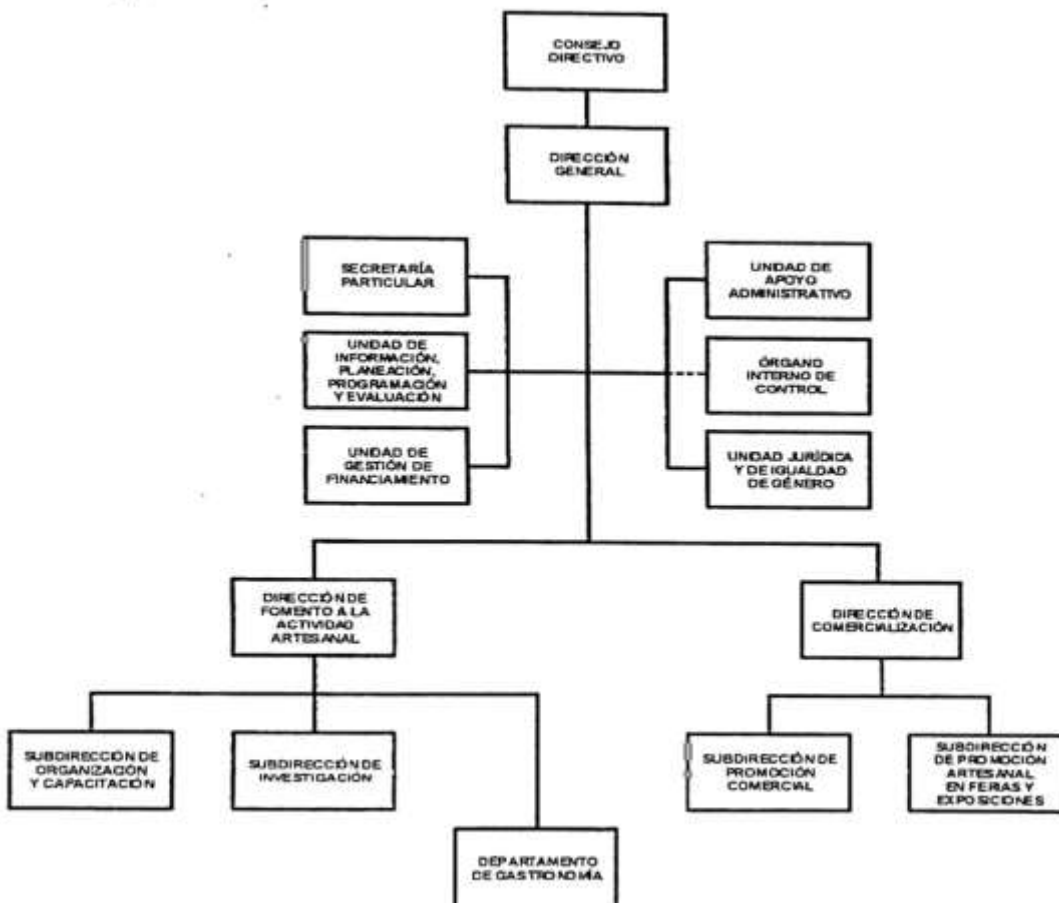 CONSEJO
DIRECTIVO
DIRECCIÓN
GENERAL
SECRETARÍA
PARTICULAR
UNIDAD DE
APOYO
ADMINISTRATIVO
UNIDAD DE
INFORMACIÓN,
PLANEACIÓN,
PROGRAMACIÓN
Y EVALUACIÓN
ÓRGANO
INTERNO DE
CONTROL
UNIDAD DE
GESTIÓN DE
FINANCIAMIENTO
UNIDAD JURÍDICA
Y DE IGUALDAD
DE GÉNERO
DIRECCIÓN DE
FOMENTO A LA
ACTIVIDAD
ARTESANAL
DIRECCIÓN DE
COMERCIALIZACIÓN
SUBDIRECCIÓN DE
ORGANIZACIÓN
Y CAPACITACIÓN
SUBDIRECCIÓN DE
INVESTIGACIÓN
SUBDIRECCIÓN DE
PROMOCIÓN
COMERCIAL
SUBDIRECCIÓN
DE PROMOCIÓN
ARTESANAL
EN FERIAS Y
EXPOSICIONES
DEPARTAMENTO
DE GASTRONOMÍA